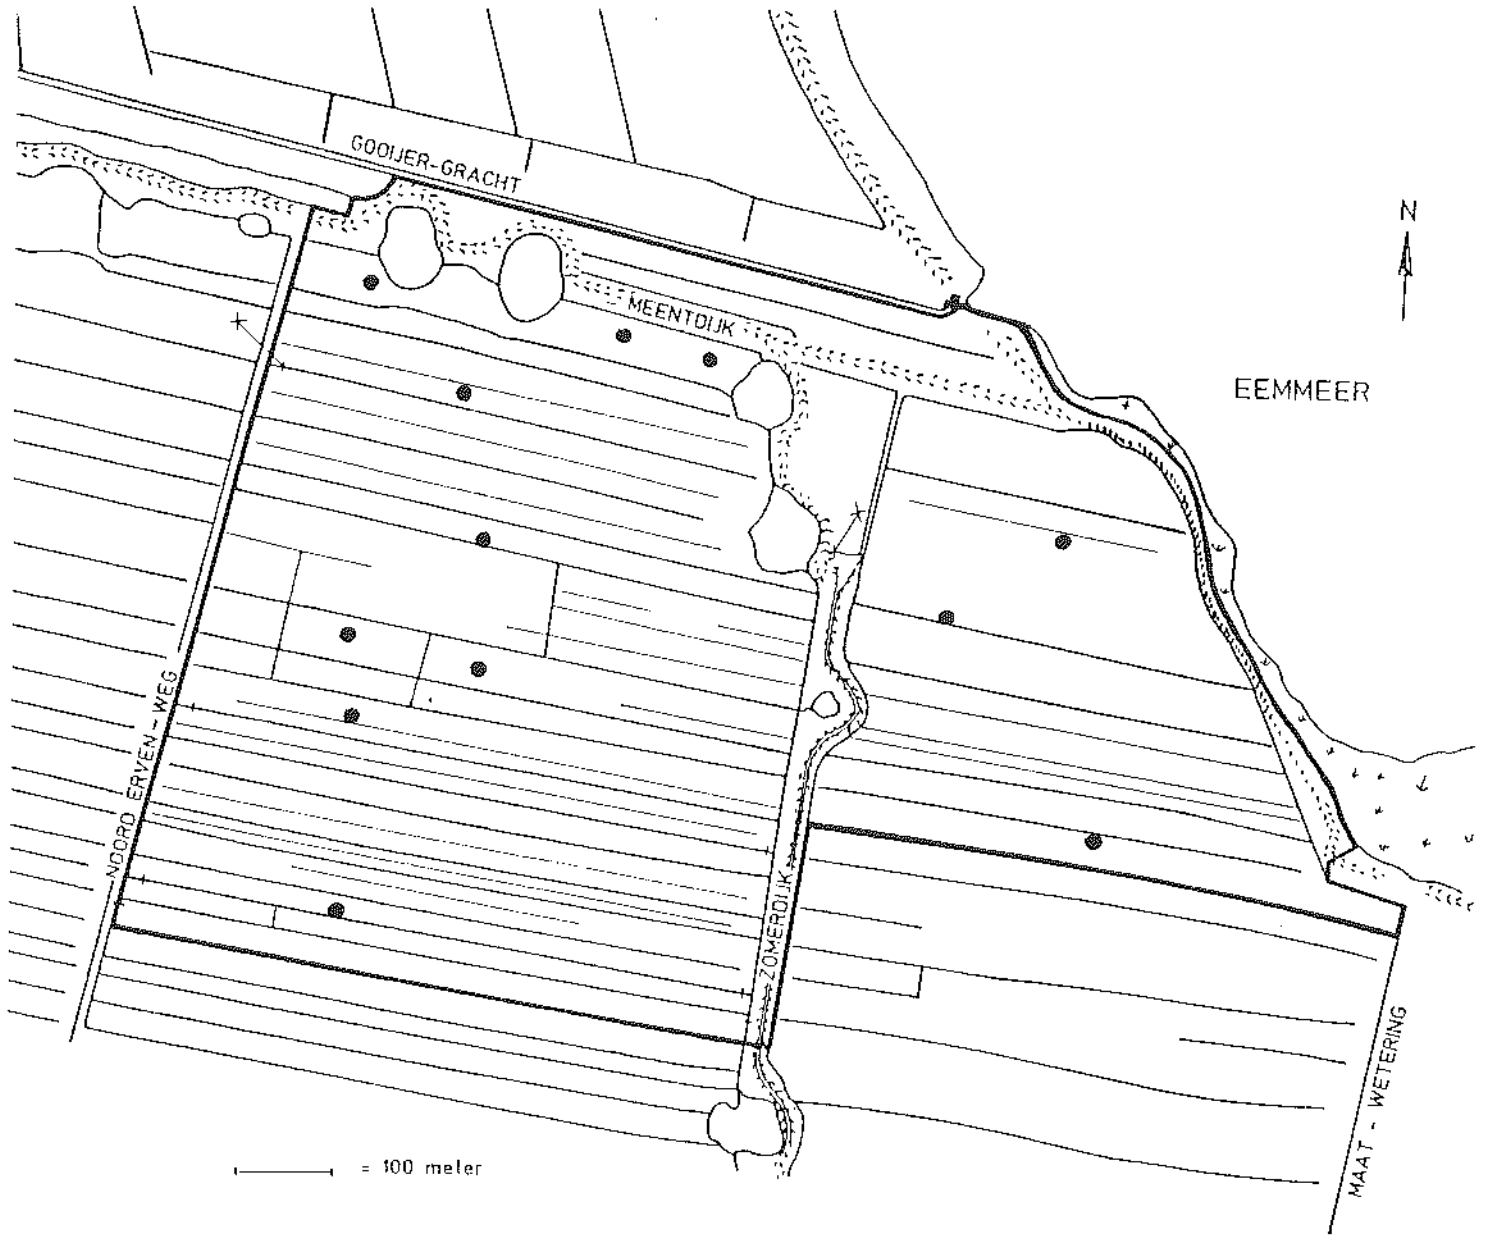 GOOIJER-GRACHT
N
MEENTDIJK
EEMMEER
NOORD ERVEN-WEG
ZOMERDIJK
MAAT - WETERING
= 100 meter